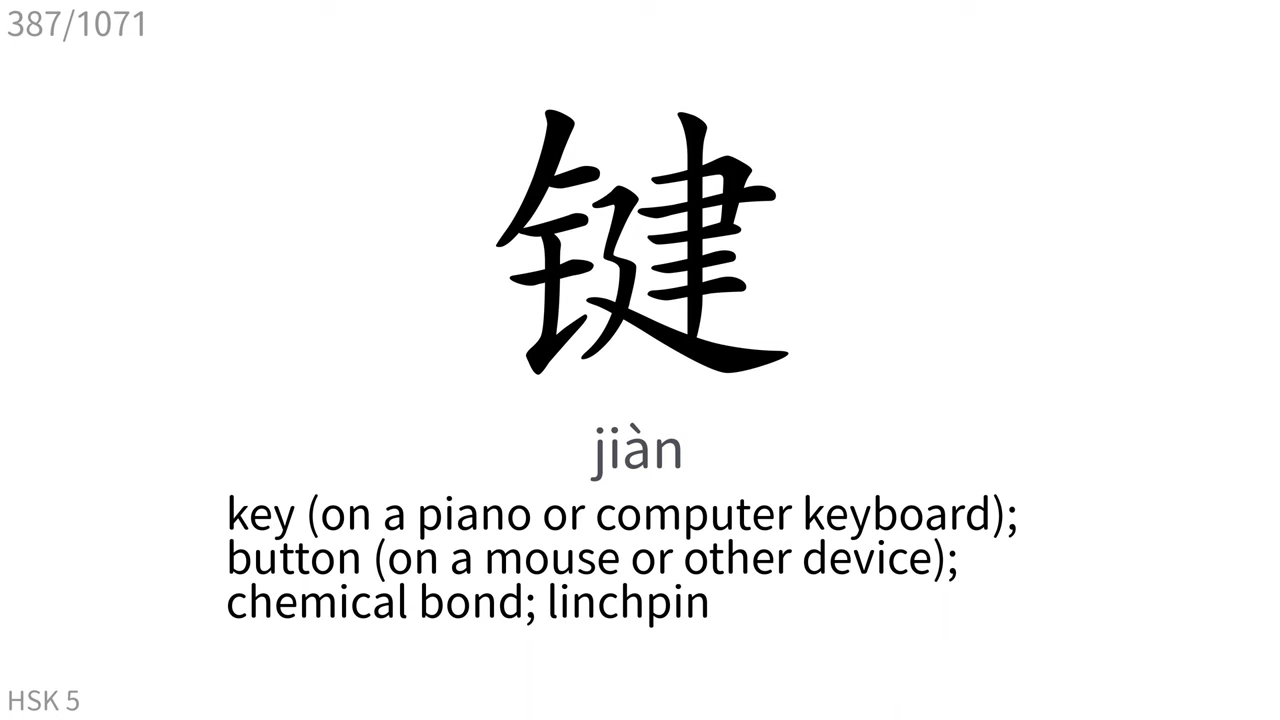 387/1071
键
jiàn
key (on a piano or computer keyboard);
button (on a mouse or other device);
chemical bond; linchpin
HSK 5